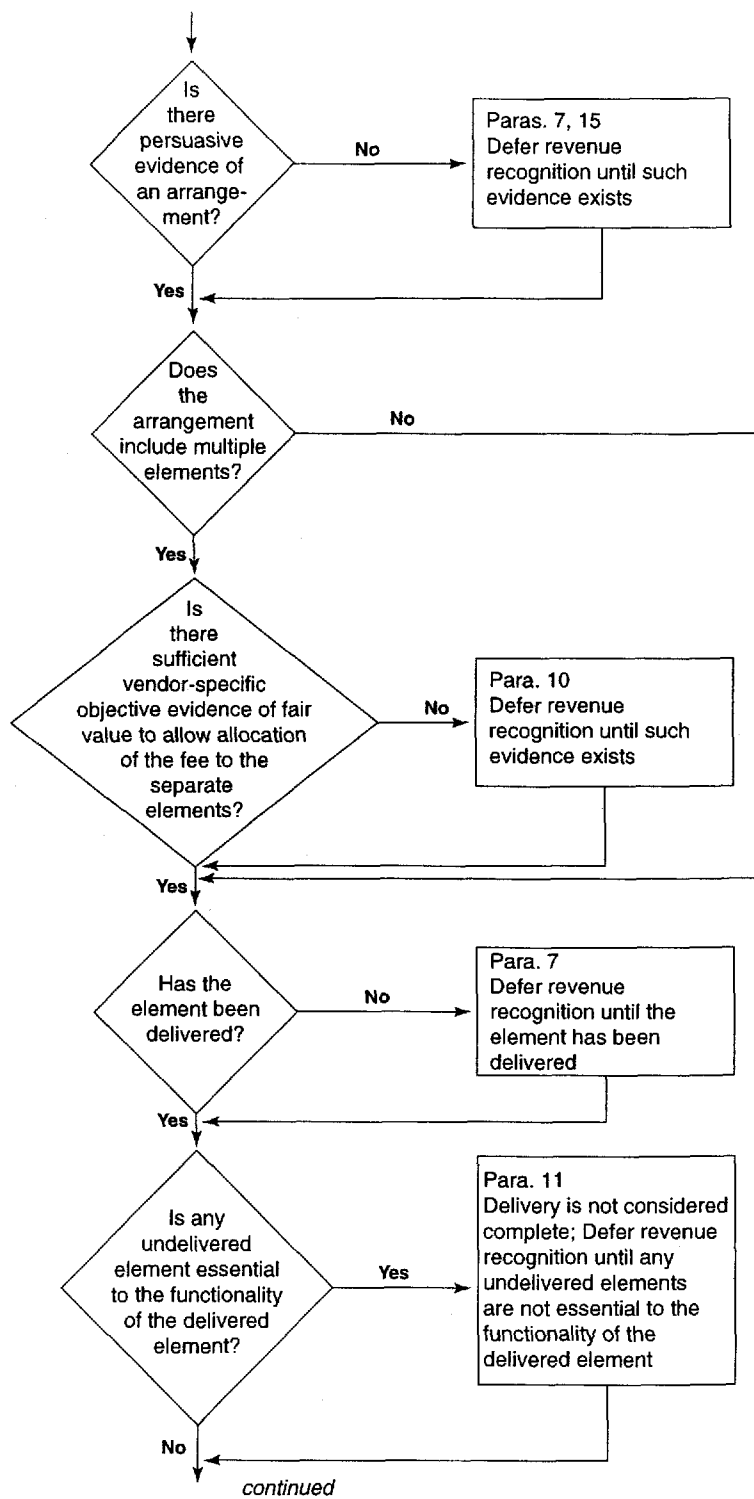 Is
there
persuasive
evidence of
an arrange-
ment?
No
Paras. 7, 15
Defer revenue
recognition until such
evidence exists
Yes
Does
the
arrangement
include multiple
elements?
No
Yes
Is
there
sufficient
vendor-specific
objective evidence of fair
value to allow allocation
of the fee to the
separate
elements?
No
Para. 10
Defer revenue
recognition until such
evidence exists
Yes
Has the
element been
delivered?
No
Para. 7
Defer revenue
recognition until the
element has been
delivered
Yes
Is any
undelivered
element essential
to the functionality
of the delivered
element?
Yes
Para. 11
Delivery is not considered
complete; Defer revenue
recognition until any
undelivered elements
are not essential to the
functionality of the
delivered element
No
continued